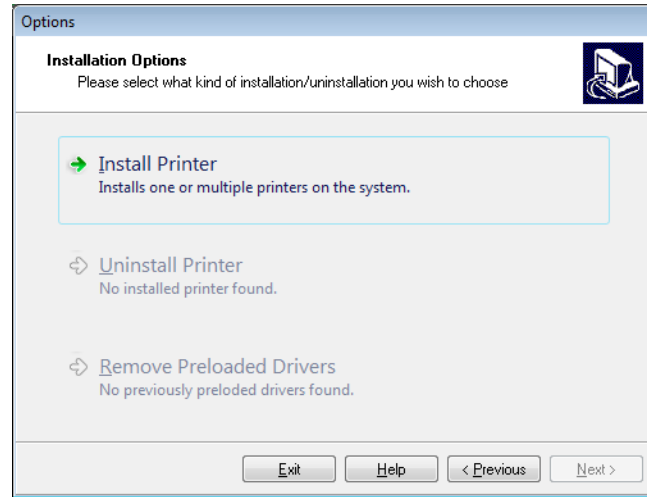 Options
Installation Options
Please select what kind of installation/uninstallation you wish to choose
Install Printer
Installs one or multiple printers on the system.
Uninstall Printer
No installed printer found.
Remove Preloaded Drivers
No previously preloded drivers found.
Exit Help < Previous Next >